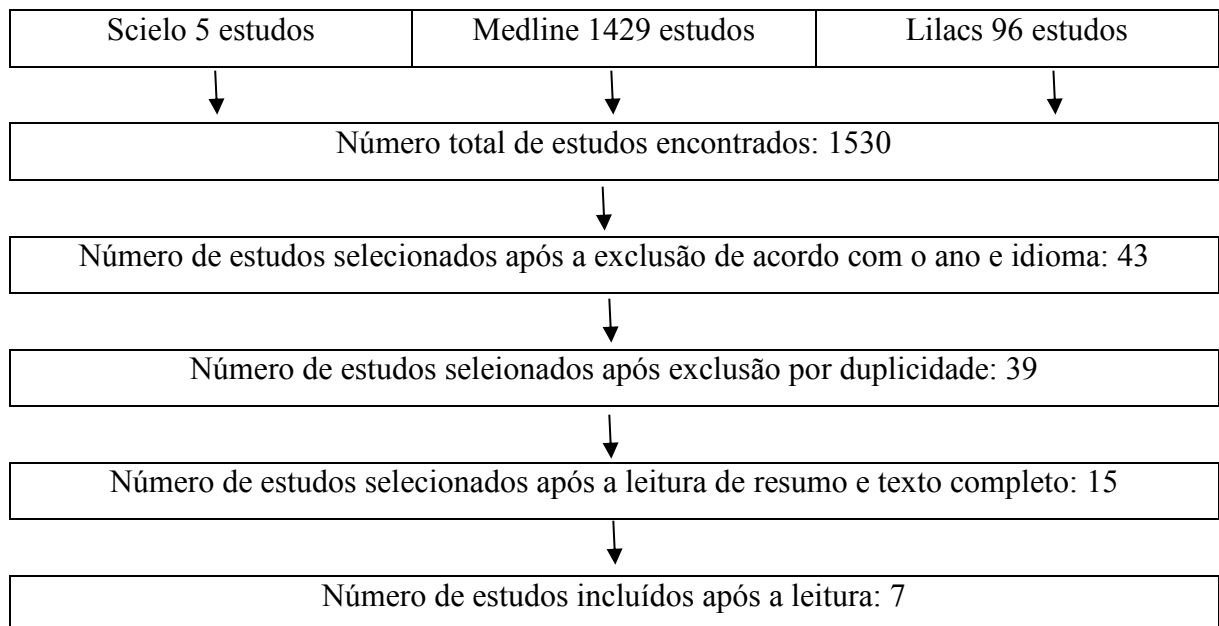 Scielo 5 estudos Medline 1429 estudos Lilacs 96 estudos
Número total de estudos encontrados: 1530
Número de estudos selecionados após a exclusão de acordo com o ano e idioma: 43
Número de estudos seleionados após exclusão por duplicidade: 39
Número de estudos selecionados após a leitura de resumo e texto completo: 15
Número de estudos incluídos após a leitura: 7